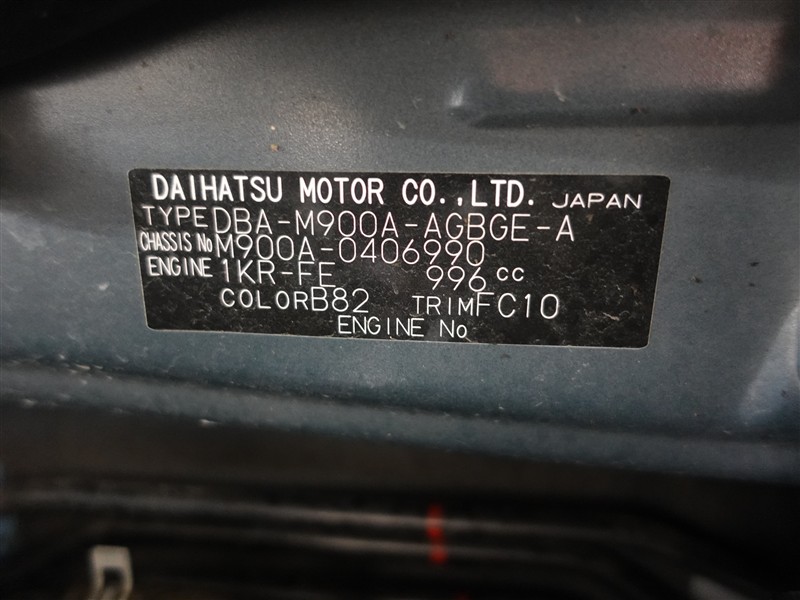 DAIHATSU MOTOR CO.,LTD. JAPAN
TYPE DBA-M900A-AGBGE-A
CHASSIS No M900A-0406990
ENGINE 1KR-FE 996 cc
COLOR B82 TRIM FC10
ENGINE No